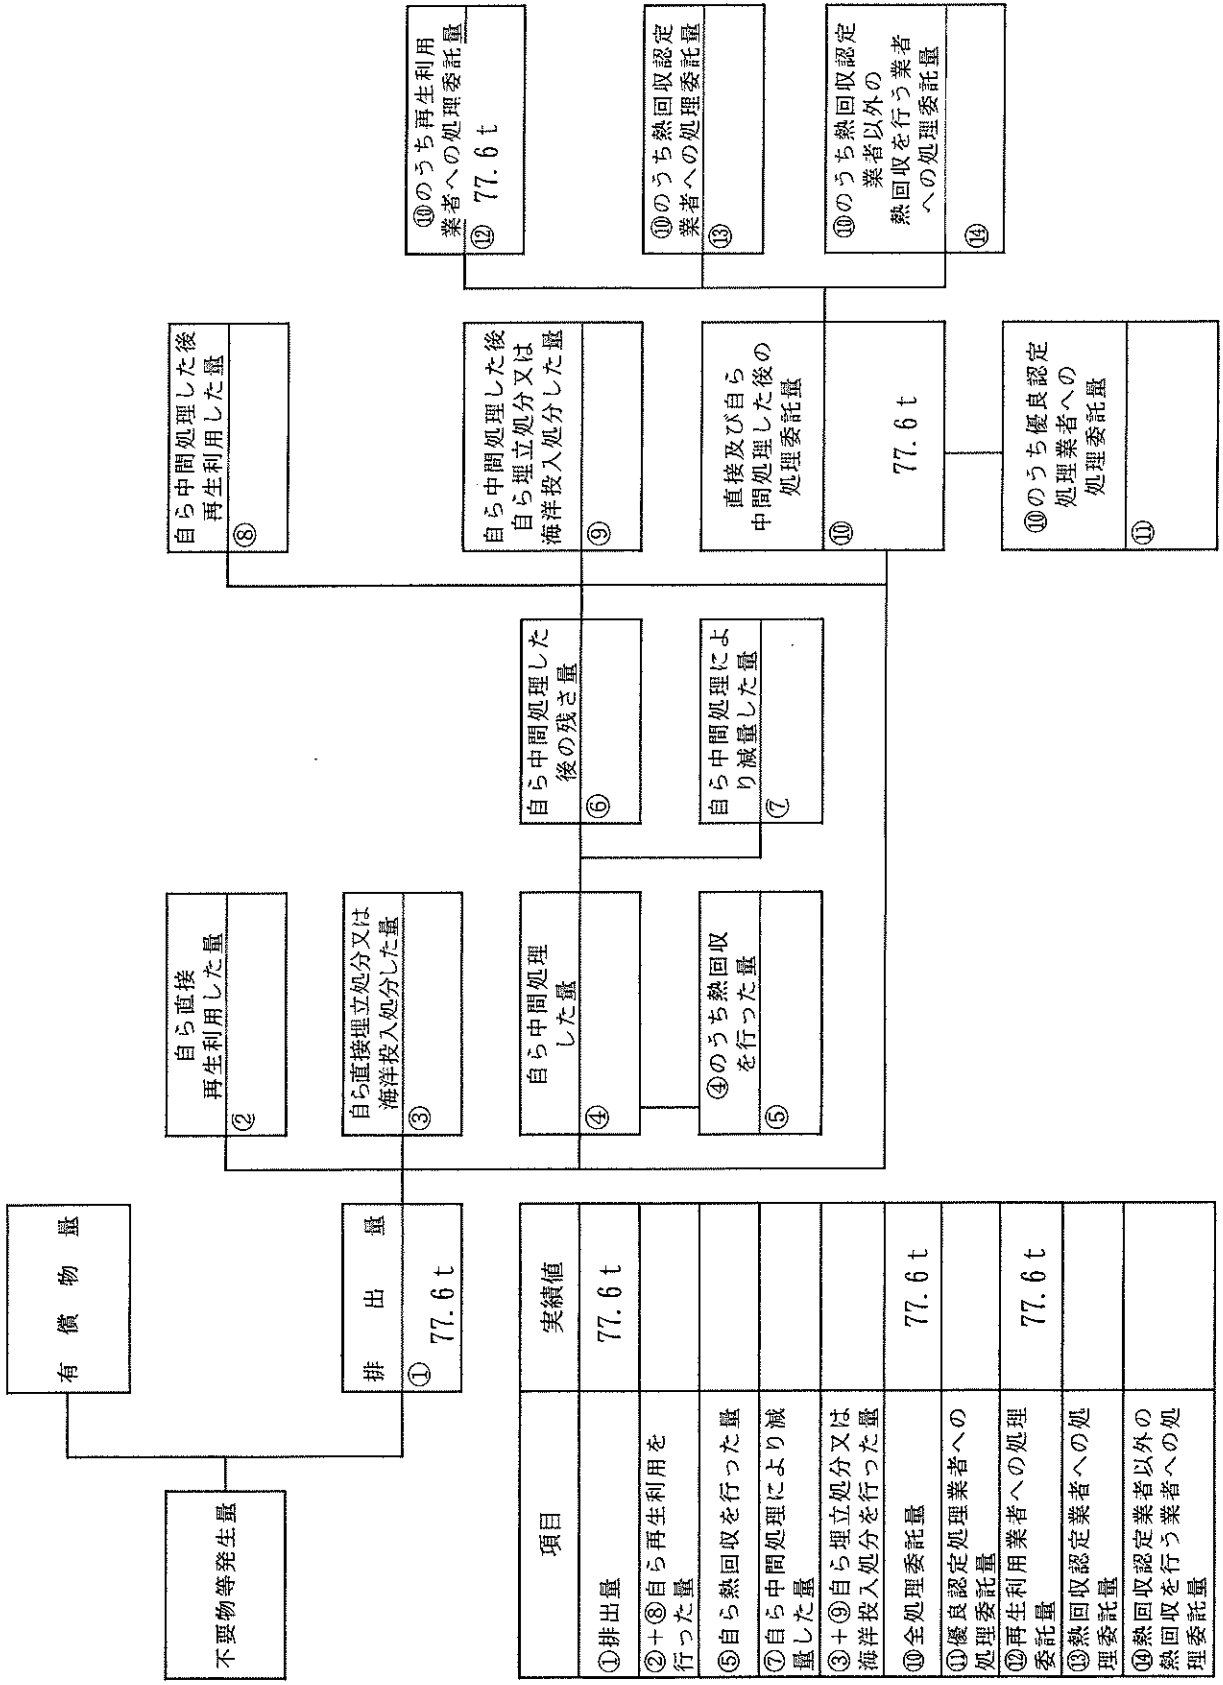 有償物量
不要物等発生量
排出量
① 77.6 t
自ら直接
再生利用した量
②
自ら直接埋立処分又は
海洋投入処分した量
③
自ら中間処理
した量
④
④のうち熱回収
を行った量
⑤
自ら中間処理した
後の残さ量
⑥
自ら中間処理によ
り減量した量
⑦
自ら中間処理した後
再生利用した量
⑧
自ら中間処理した後
自ら埋立処分又は
海洋投入処分した量
⑨
直接及び自ら
中間処理した後の
処理委託量
⑩
77.6 t
⑩のうち優良認定
処理業者への
処理委託量
⑪
⑩のうち再生利用
業者への処理委託量
⑫ 77.6 t
⑩のうち熱回収認定
業者への処理委託量
⑬
⑩のうち熱回収認定
業者以外の
熱回収を行う業者
への処理委託量
⑭
項目 実績値
①排出量 77.6 t
②+⑧自ら再生利用を
行った量
⑤自ら熱回収を行った量
⑦自ら中間処理により減
量した量
③+⑨自ら埋立処分又は
海洋投入処分を行った量
⑩全処理委託量 77.6 t
⑪優良認定処理業者への
処理委託量
⑫再生利用業者への処理
委託量 77.6 t
⑬熱回収認定業者への処
理委託量
⑭熱回収認定業者以外の
熱回収を行う業者への処
理委託量